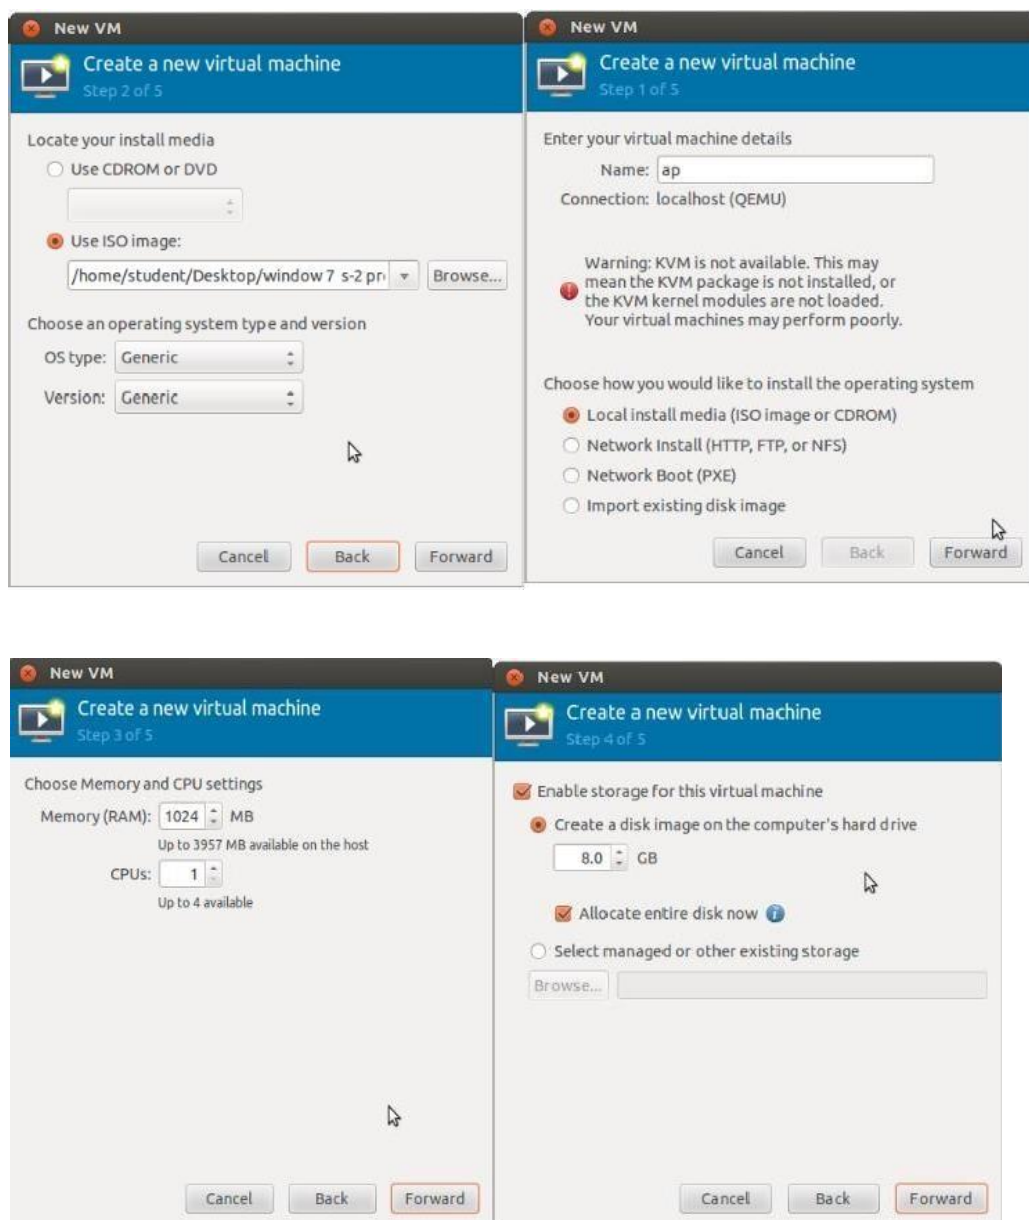 New VM
Create a new virtual machine
Step 2 of 5
Locate your install media
Use CDROM or DVD
Use ISO image:
/home/student/Desktop/window 7 s-2 pr
Browse...
Choose an operating system type and version
OS type: Generic
Version: Generic
Cancel Back Forward
New VM
Create a new virtual machine
Step 1 of 5
Enter your virtual machine details
Name: ap
Connection: localhost (QEMU)
Warning: KVM is not available. This may
mean the KVM package is not installed, or
the KVM kernel modules are not loaded.
Your virtual machines may perform poorly.
Choose how you would like to install the operating system
Local install media (ISO image or CDROM)
Network Install (HTTP, FTP, or NFS)
Network Boot (PXE)
Import existing disk image
Cancel Back Forward
New VM
Create a new virtual machine
Step 3 of 5
Choose Memory and CPU settings
Memory (RAM): 1024 MB
Up to 3957 MB available on the host
CPUs: 1
Up to 4 available
Cancel Back Forward
New VM
Create a new virtual machine
Step 4 of 5
Enable storage for this virtual machine
Create a disk image on the computer's hard drive
8.0 GB
Allocate entire disk now
Select managed or other existing storage
Browse...
Cancel Back Forward